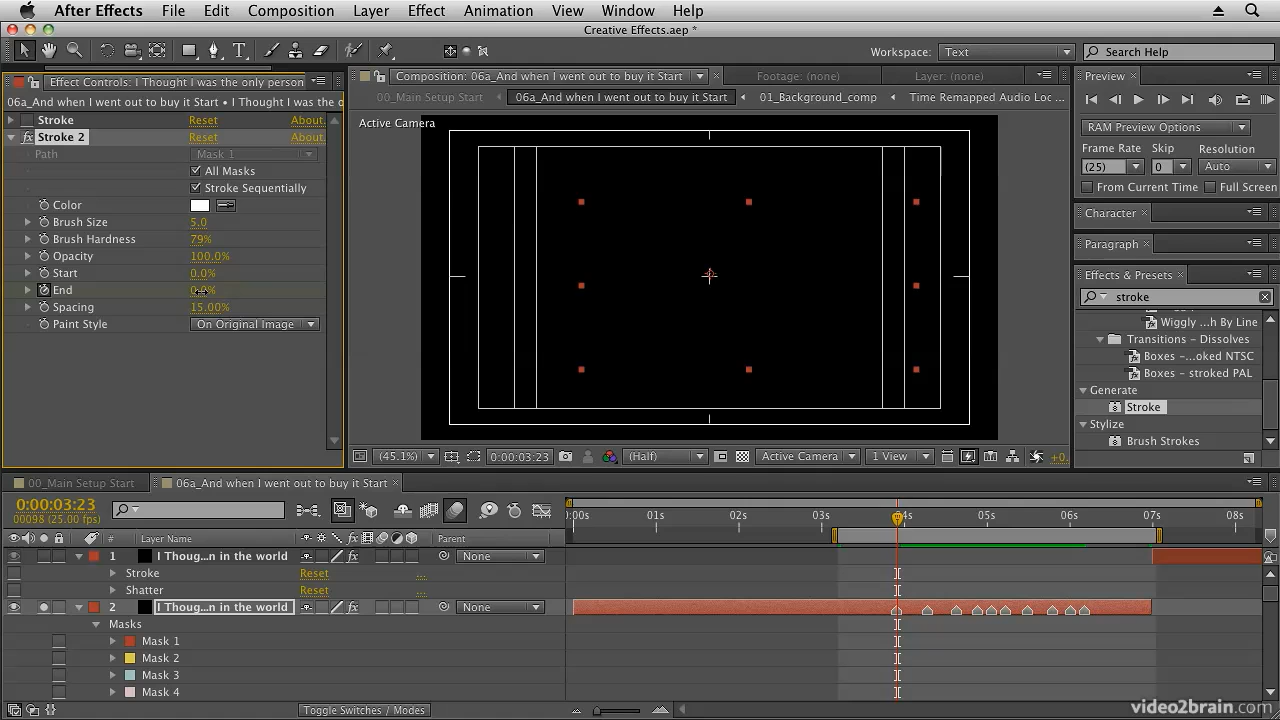 After Effects File Edit Composition Layer Effect Animation View Window Help
Creative Effects.aep *
Workspace: Text
Search Help
Effect Controls: I Thought I was the only person
06a_And when I went out to buy it Start • I Thought I was the o
Stroke Reset About.
Stroke 2 Reset About.
Path Mask 1
All Masks
Stroke Sequentially
Color
Brush Size 5.0
Brush Hardness 79%
Opacity 100.0%
Start 0.0%
End
Spacing 15.00%
Paint Style On Original Image
Composition: 06a_And when I went out to buy it Start
Footage: (none)
Layer: (none)
00_Main Setup Start
06a_And when I went out to buy it Start
01_Background_comp
Time Remapped Audio Loc ...
Active Camera
(45.1%) 0:00:03:23 (Half) Active Camera 1 View +0.
Preview
RAM Preview Options
Frame Rate Skip Resolution
(25) 0 Auto
From Current Time Full Screen
Character
Paragraph
Effects & Presets
stroke
Wiggly ...h By Line
Transitions – Dissolves
Boxes –...oked NTSC
Boxes – stroked PAL
Generate
Stroke
Stylize
Brush Strokes
00_Main Setup Start
06a_And when I went out to buy it Start
0:00:03:23
00098 (25.00 fps)
:00s 01s 02s 03s 04s 05s 06s 07s 08s
# Layer Name Parent
1 I Thoug...n in the world None
Stroke Reset ...
Shatter Reset ...
2 I Thoug...n in the world None
Masks
Mask 1
Mask 2
Mask 3
Mask 4
Toggle Switches / Modes
video2brain.com